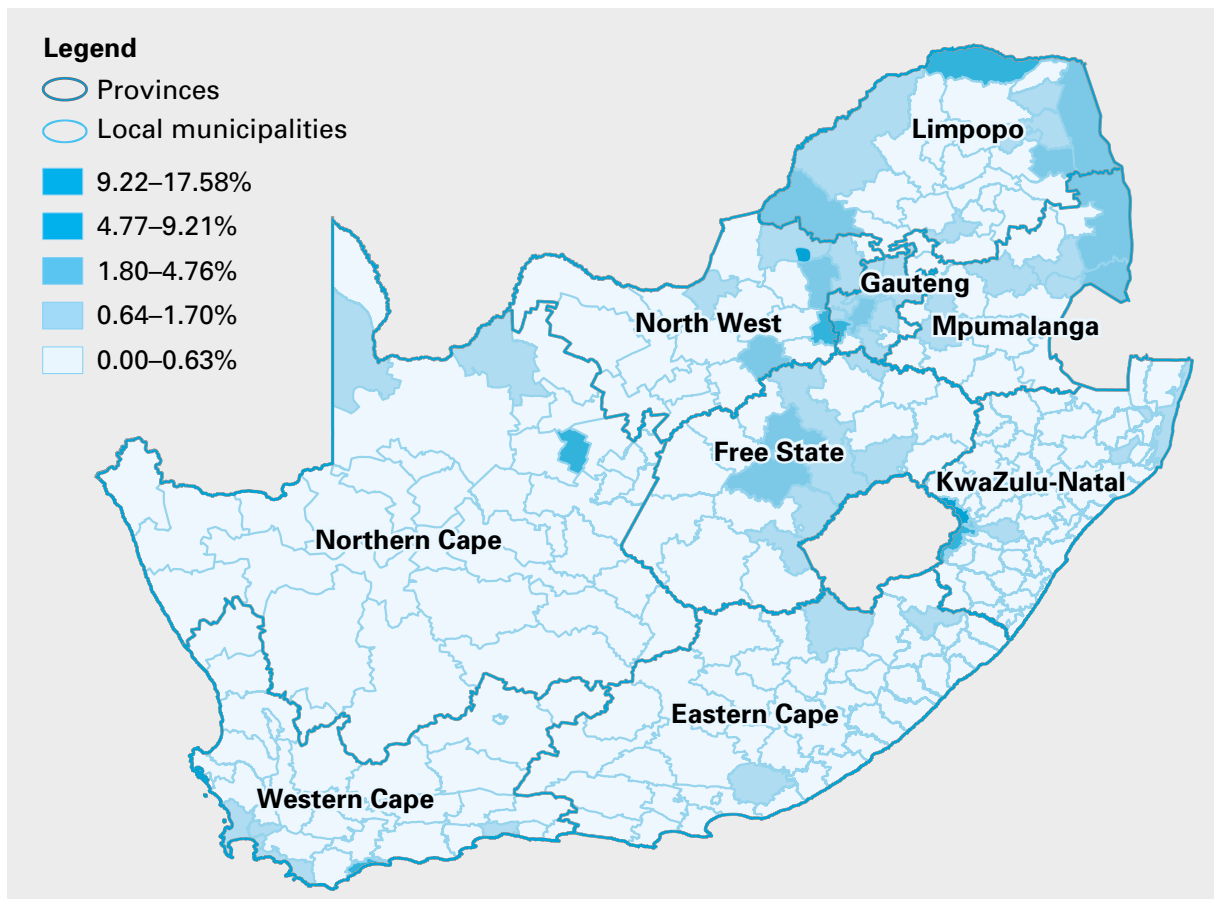 Legend
Provinces
Local municipalities
9.22–17.58%
4.77–9.21%
1.80–4.76%
0.64–1.70%
0.00–0.63%
Limpopo
Gauteng
North West
Mpumalanga
Free State
KwaZulu-Natal
Northern Cape
Eastern Cape
Western Cape